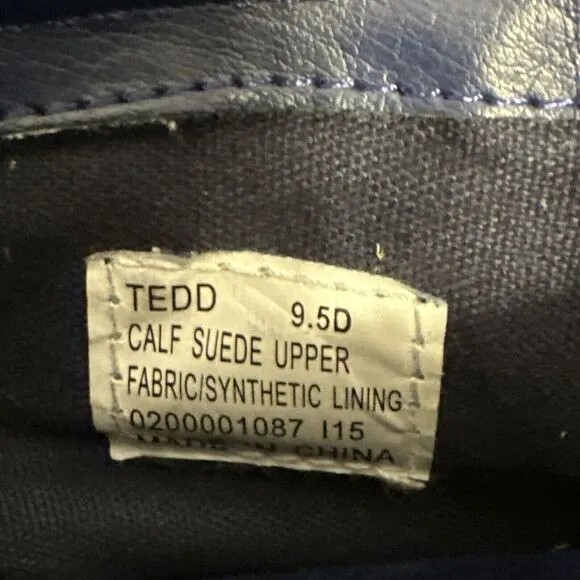 TEDD 9.5D
CALF SUEDE UPPER
FABRIC/SYNTHETIC LINING
0200001087 I15
MADE IN CHINA